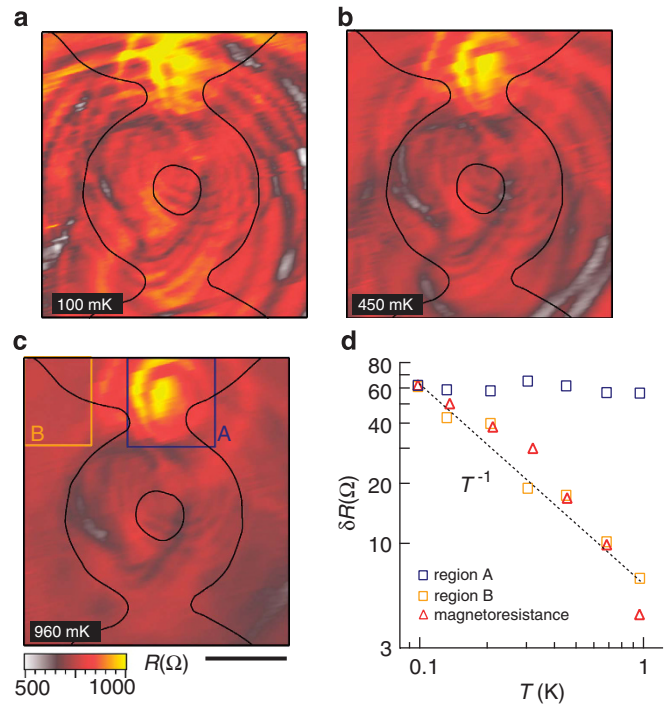 a
b
100 mK
450 mK
c
d
B
A
960 mK
R(Ω)
500
1000
δR(Ω)
80
60
40
20
10
3
T⁻¹
region A
region B
magnetoresistance
0.1
1
T (K)